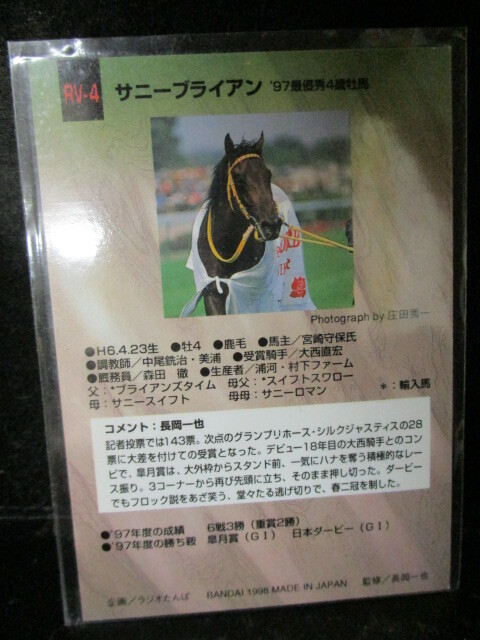 RV-4 サニーブライアン '97最優秀4歳牡馬
Photograph by 庄田秀一
●H6.4.23生 ●牡4 ●鹿毛 ●馬主/宮崎守保氏
●調教師/中尾銑治・美浦 ●受賞騎手/大西直宏
●厩務員/森田 徹 ●生産者/浦河・村下ファーム
父:*ブライアンズタイム 母父:*スイフトスワロー
母:サニースイフト 母母:サニーロマン *:輸入馬
コメント:長岡一也
記者投票では143票。次点のグランプリホース・シルクジャスティスの28
票に大差を付けての受賞となった。デビュー18年目の大西騎手とのコン
ビで、皐月賞は、大外枠からスタンド前、一気にハナを奪う積極的なレー
ス振り。3コーナーから再び先頭に立ち、そのまま押し切った。ダービー
でもフロック説をあざ笑う、堂々たる逃げ切りで、春二冠を制した。
●'97年度の成績 6戦3勝(重賞2勝)
●'97年度の勝ち鞍 皐月賞(GⅠ) 日本ダービー(GⅠ)
企画/ラジオたんぱ BANDAI 1998 MADE IN JAPAN 監修/長岡一也